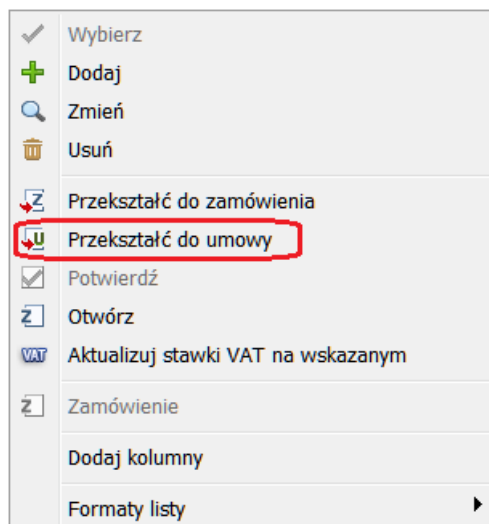 Wybierz
Dodaj
Zmień
Usuń
Z Przekształć do zamówienia
U Przekształć do umowy
Potwierdź
Z Otwórz
VAT Aktualizuj stawki VAT na wskazanym
Z Zamówienie
Dodaj kolumny
Formaty listy